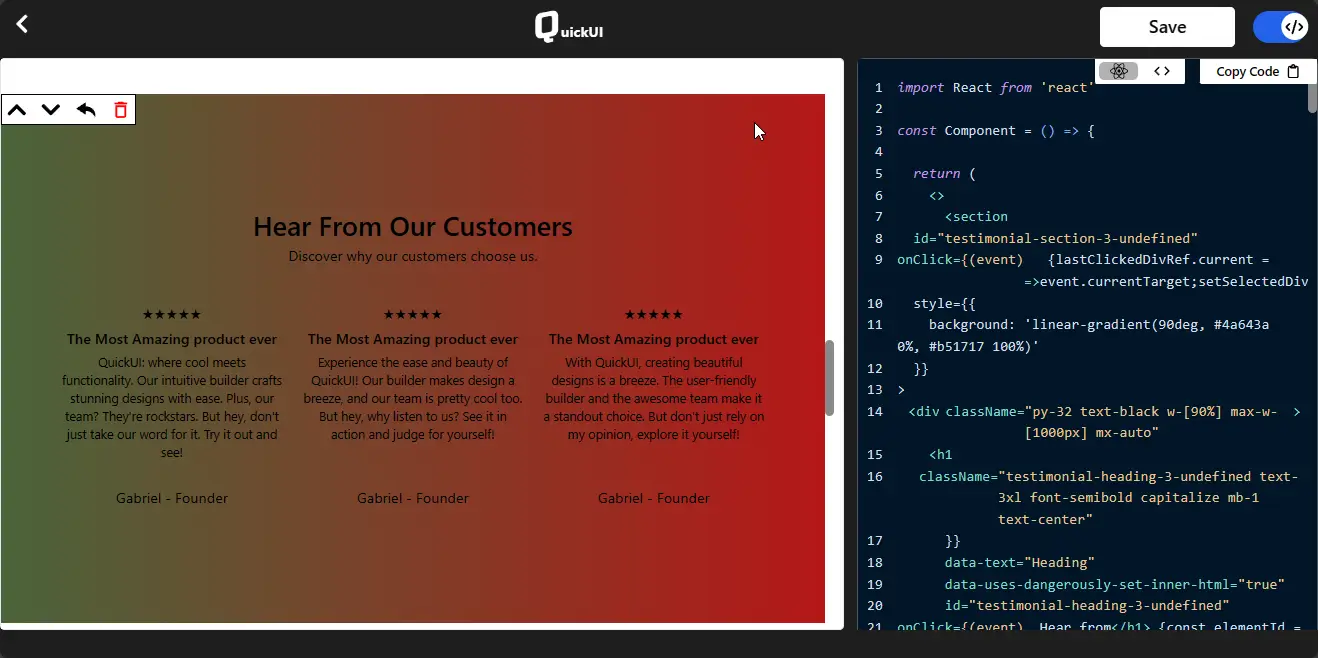 QuickUI
Save
</>
Hear From Our Customers
Discover why our customers choose us.
★★★★★
The Most Amazing product ever
QuickUI: where cool meets
functionality. Our intuitive builder crafts
stunning designs with ease. Plus, our
team? They're rockstars. But hey, don't
just take our word for it. Try it out and
see!
Gabriel - Founder
★★★★★
The Most Amazing product ever
Experience the ease and beauty of
QuickUI! Our builder makes design a
breeze, and our team is pretty cool too.
But hey, why listen to us? See it in
action and judge for yourself!
Gabriel - Founder
★★★★★
The Most Amazing product ever
With QuickUI, creating beautiful
designs is a breeze. The user-friendly
builder and the awesome team make it
a standout choice. But don't just rely on
my opinion, explore it yourself!
Gabriel - Founder
< >
Copy Code
1 import React from 'react'
2
3 const Component = () => {
4
5 return (
6 <>
7 <section
8 id="testimonial-section-3-undefined"
9 onClick={(event) {lastClickedDivRef.current =
=>event.currentTarget;setSelectedDiv
10 style={{
11 background: 'linear-gradient(90deg, #4a643a
0%, #b51717 100%)'
12 }}
13 >
14 <div className="py-32 text-black w-[90%] max-w- >
[1000px] mx-auto"
15 <h1
16 className="testimonial-heading-3-undefined text-
3xl font-semibold capitalize mb-1
text-center"
17 }}
18 data-text="Heading"
19 data-uses-dangerously-set-inner-html="true"
20 id="testimonial-heading-3-undefined"
21 onClick={(event) Hear from</h1> {const elementId =